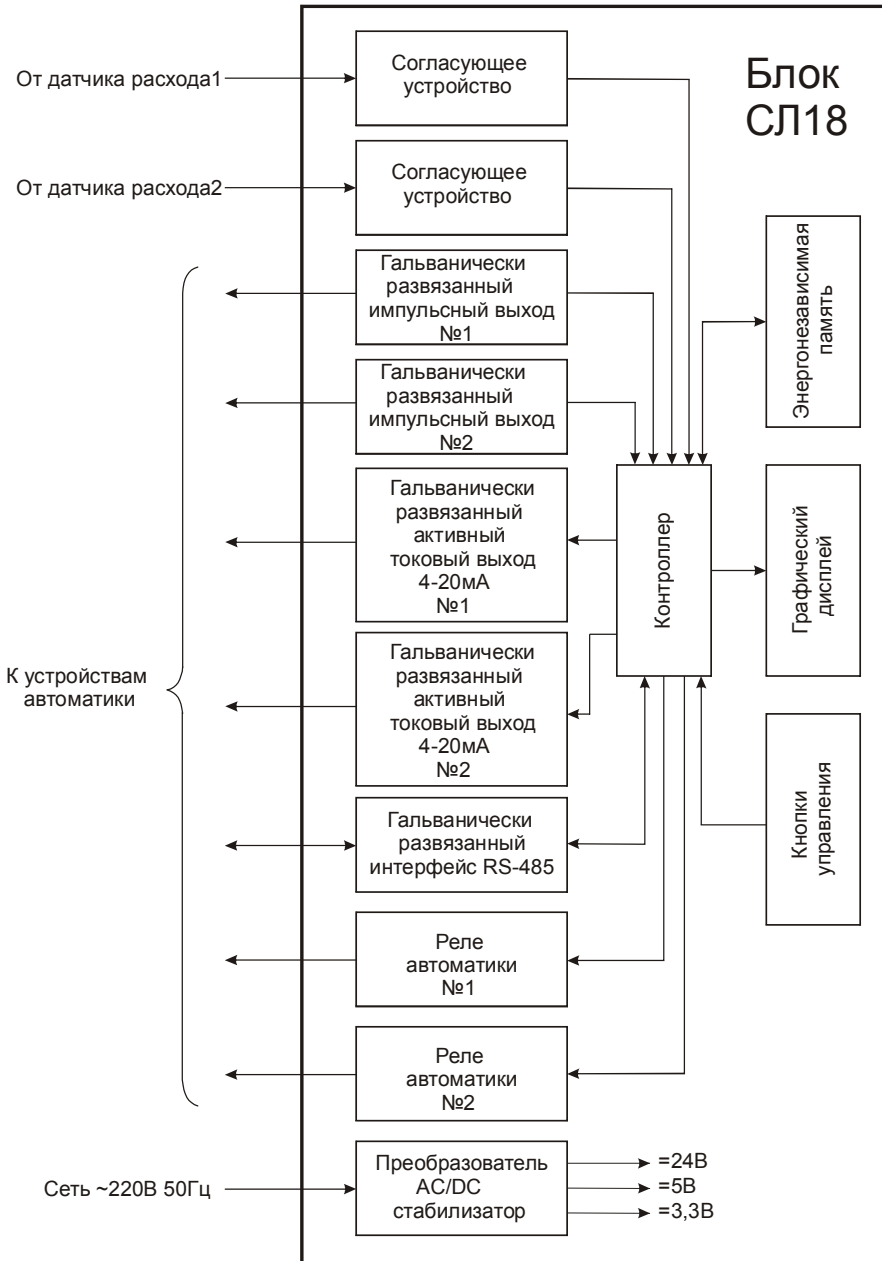 Блок
СЛ18
От датчика расхода1
Согласующее
устройство
От датчика расхода2
Согласующее
устройство
Гальванически
развязанный
импульсный выход
№1
Гальванически
развязанный
импульсный выход
№2
Гальванически
развязанный
активный
токовый выход
4-20мА
№1
Гальванически
развязанный
активный
токовый выход
4-20мА
№2
Гальванически
развязанный
интерфейс RS-485
Реле
автоматики
№1
Реле
автоматики
№2
К устройствам
автоматики
Сеть ~220В 50Гц
Преобразователь
AC/DC
стабилизатор
=24В
=5В
=3,3В
Контроллер
Энергонезависимая
память
Графический
дисплей
Кнопки
управления